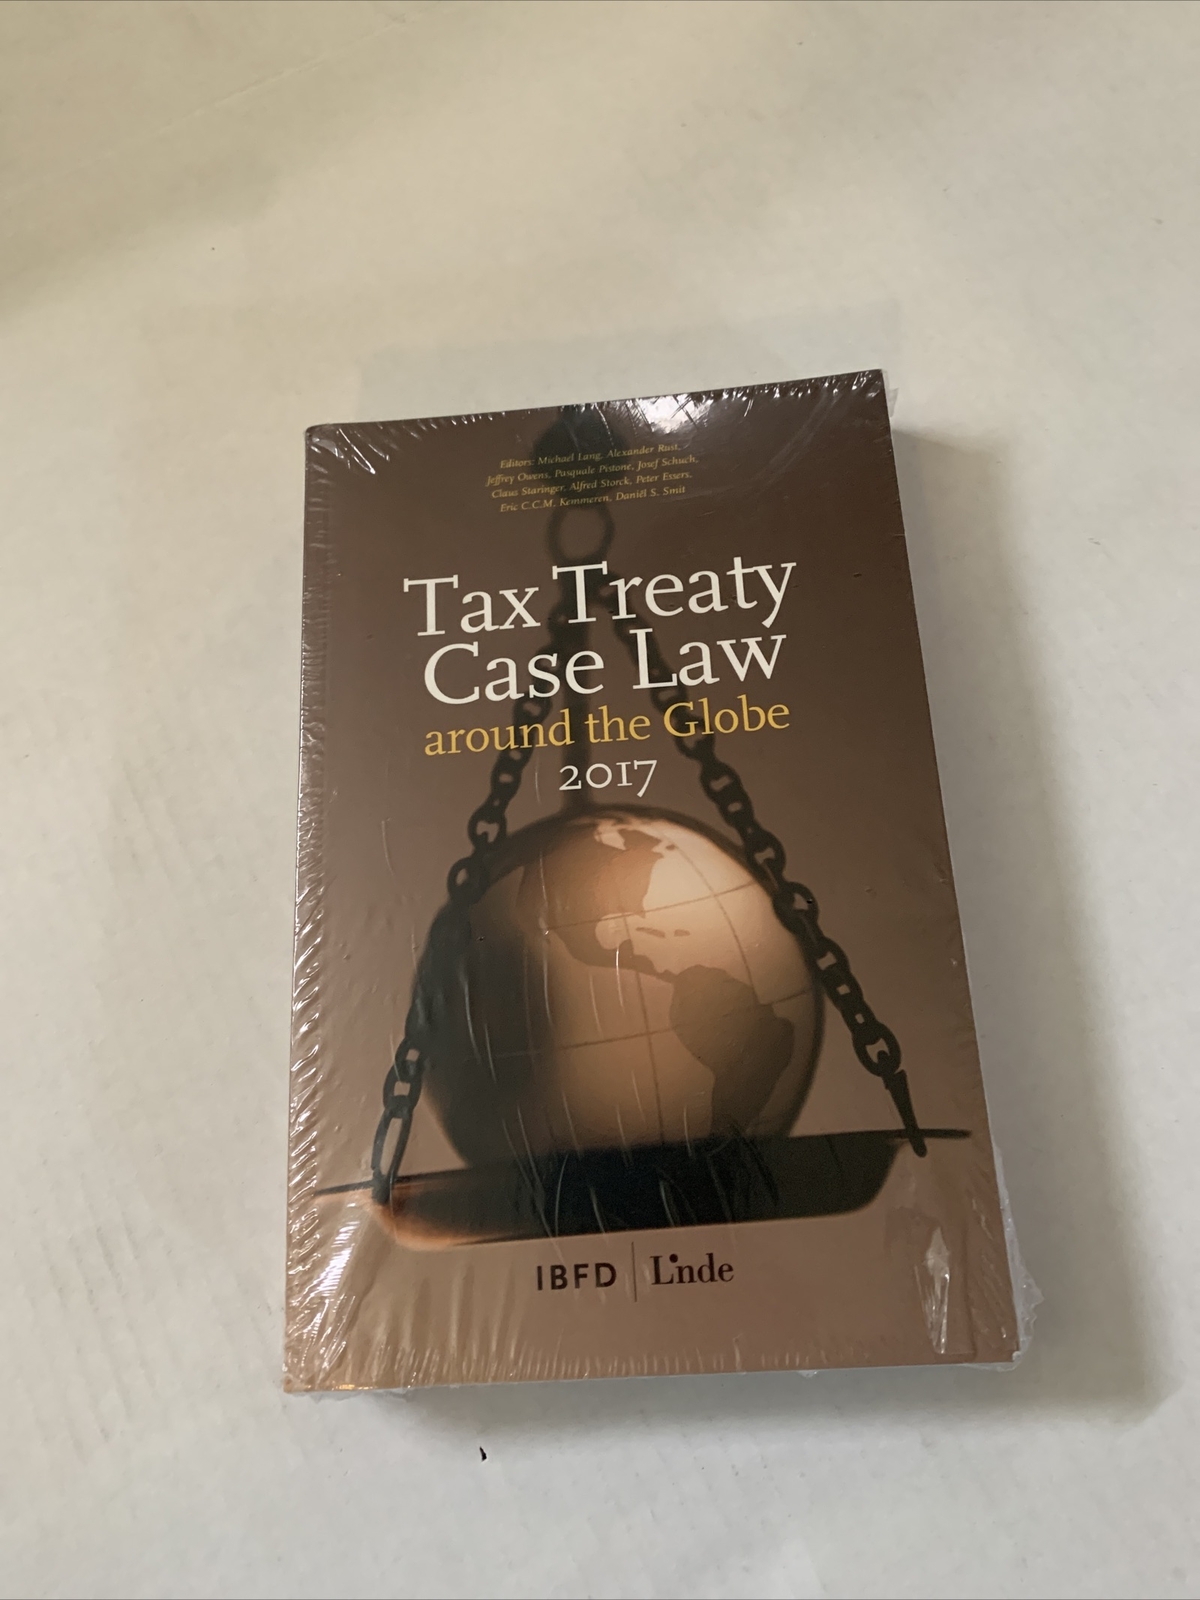 Editors: Michael Lang, Alexander Rust,
Jeffrey Owens, Pasquale Pistone, Josef Schuch,
Claus Staringer, Alfred Storck, Peter Essers,
Eric C.C.M. Kemmeren, Daniël S. Smit
Tax Treaty
Case Law
around the Globe
2017
IBFD | Linde